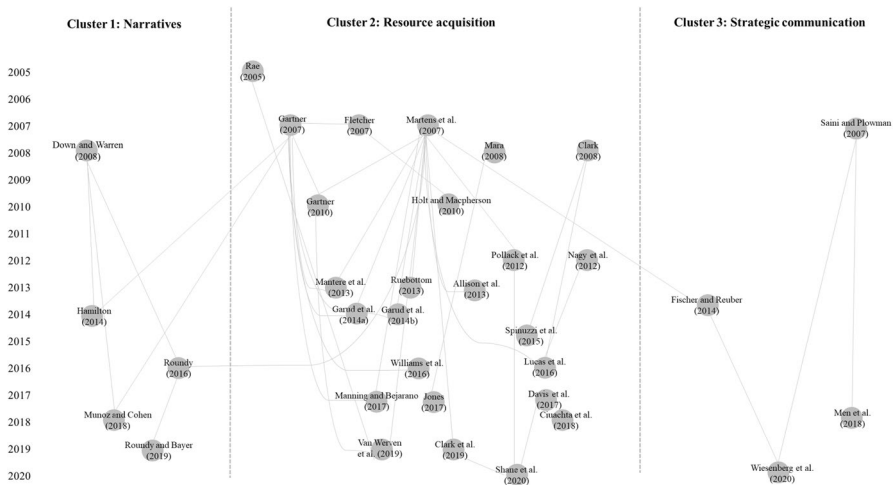 Cluster 1: Narratives
Cluster 2: Resource acquisition
Cluster 3: Strategic communication
2005
2006
2007
2008
2009
2010
2011
2012
2013
2014
2015
2016
2017
2018
2019
2020
Down and Warren
(2008)
Hamilton
(2014)
Roundy
(2016)
Munoz and Cohen
(2018)
Roundy and Bayer
(2019)
Rae
(2005)
Gartner
(2007)
Fletcher
(2007)
Martens et al.
(2007)
Mara
(2008)
Clark
(2008)
Gartner
(2010)
Holt and Macpherson
(2010)
Pollack et al.
(2012)
Nagy et al.
(2012)
Mantere et al.
(2013)
Ruebottom
(2013)
Allison et al.
(2013)
Garud et al.
(2014a)
Garud et al.
(2014b)
Spinuzzi et al.
(2015)
Williams et al.
(2016)
Lucas et al.
(2016)
Manning and Bejarano
(2017)
Jones
(2017)
Davis et al.
(2017)
(2018)
Van Werven
et al. (2019)
Clark et al.
(2019)
Shane et al.
(2020)
Saini and Plowman
(2007)
Fischer and Reuber
(2014)
Men et al.
(2018)
Wiesenberg et al.
(2020)